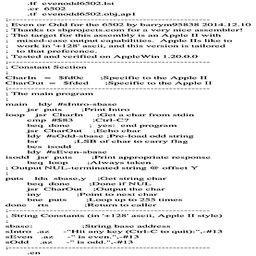 .lf even6502.lst
.cr 6502
.tf even6502.obj,ap1
;---------------------------------------
; Even or Odd for the 6502 by barrym95838 2014.12.10
; Thanks to sbprojects.com for a very nice assembler!
; The target for this assembly is an Apple II with
; mixed-case output capabilities. Apple IIs like to
; work in '+128' ascii, and this version is tailored
; to that preference.
; Tested and verified on AppleWin 1.20.0.0
;---------------------------------------
; Constant Section
;
CharIn = $fd0c ;Specific to the Apple II
CharOut = $fded ;Specific to the Apple II
;---------------------------------------
; The main program
;
main ldy #sIntro-sbase
jsr puts ;Print Intro
loop jsr CharIn ;Get a char from stdin
cmp #$83 ;Ctrl-C?
beq done ; yes: end program
jsr CharOut ;Echo char
ldy #sOdd-sbase ;Pre-load odd string
lsr ;LSB of char to carry flag
bcs isodd
ldy #sEven-sbase
isodd jsr puts ;Print appropriate response
beq loop ;Always taken
; Output NUL-terminated string @ offset Y
;
puts lda sbase,y ;Get string char
beq done ;Done if NUL
jsr CharOut ;Output the char
iny ;Point to next char
bne puts ;Loop up to 255 times
done rts ;Return to caller
;---------------------------------------
; String Constants (in '+128' ascii, Apple II style)
;
sbase: ;String base address
sIntro .az -"Hit any key (Ctrl-C to quit):",-#13
sEven .az -" is even.",-#13
sOdd .az -" is odd.",-#13
;---------------------------------------
.en